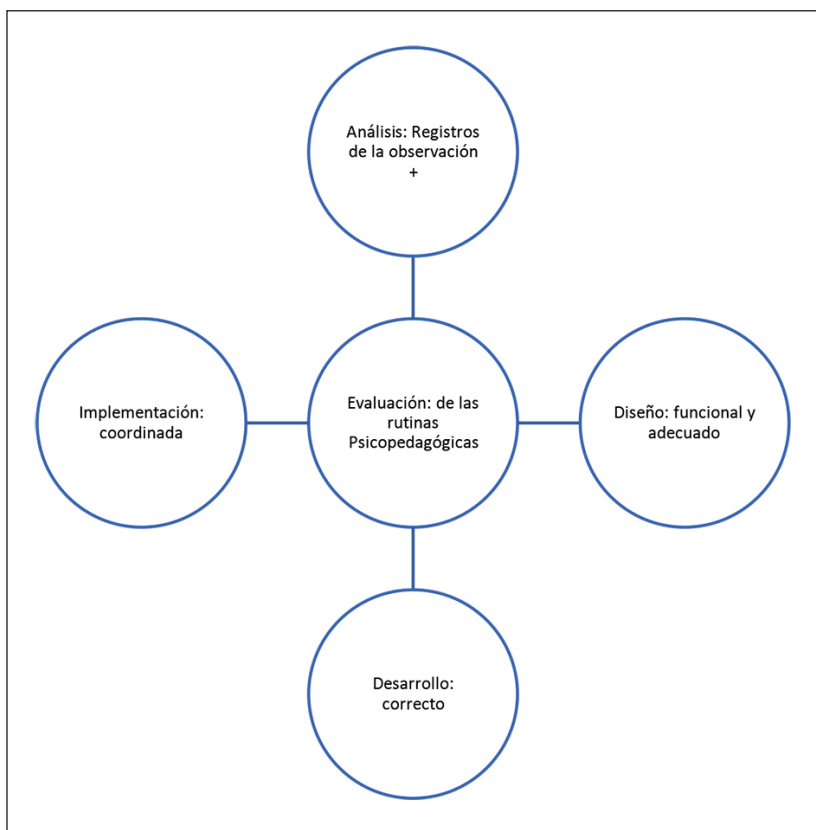 Análisis: Registros
de la observación
+
Implementación:
coordinada
Evaluación: de las
rutinas
Psicopedagógicas
Diseño: funcional y
adecuado
Desarrollo:
correcto